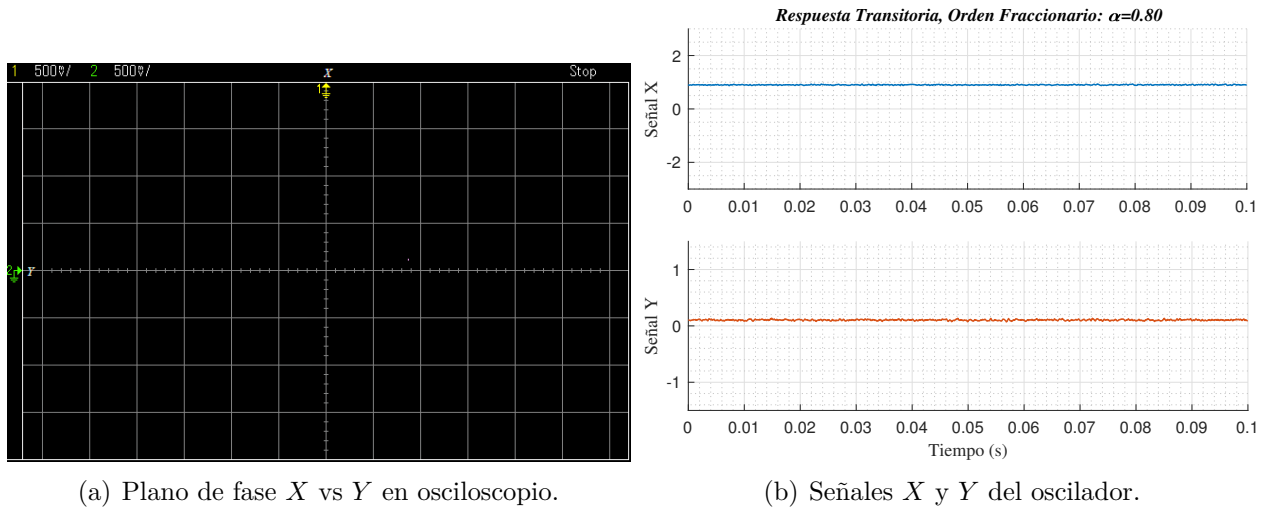 1 500mV/ 2 500mV/ X Stop
1
2 Y
(a) Plano de fase X vs Y en osciloscopio.
Respuesta Transitoria, Orden Fraccionario: α=0.80
Señal X
2
0
-2
0 0.01 0.02 0.03 0.04 0.05 0.06 0.07 0.08 0.09 0.1
Señal Y
1
0
-1
0 0.01 0.02 0.03 0.04 0.05 0.06 0.07 0.08 0.09 0.1
Tiempo (s)
(b) Señales X y Y del oscilador.